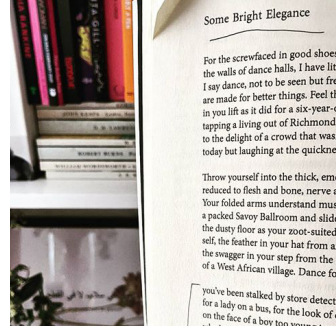 Some Bright Elegance
For the screwfaced in good shoes
the walls of dance halls, I have lit
I say dance, not to be seen but fre
are made for better things. Feel th
in you lift as it did for a six-year-o
tapping a living out of Richmond
to the delight of a crowd that was
today but laughing at the quickne
Throw yourself into the thick, em
reduced to flesh and bone, nerve a
Your folded arms understand mus
a packed Savoy Ballroom and slide
the dusty floor as your zoot-suited
self, the feather in your hat from a
the swagger in your step from the
of a West African village. Dance fo
you've been stalked by store detect
for a lady on a bus, for the look of
on the face of a boy too young